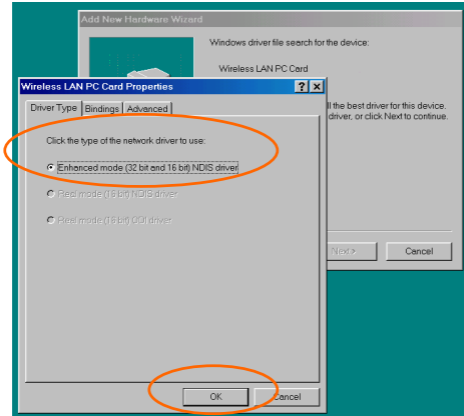 Add New Hardware Wizard
Windows driver file search for the device:
Wireless LAN PC Card
ll the best driver for this device.
driver, or click Next to continue.
Next >
Cancel
Wireless LAN PC Card Properties
Driver Type
Bindings
Advanced
Click the type of the network driver to use:
Enhanced mode (32 bit and 16 bit) NDIS driver
Real mode (16 bit) NDIS driver
Real mode (16 bit) ODI driver
OK
Cancel